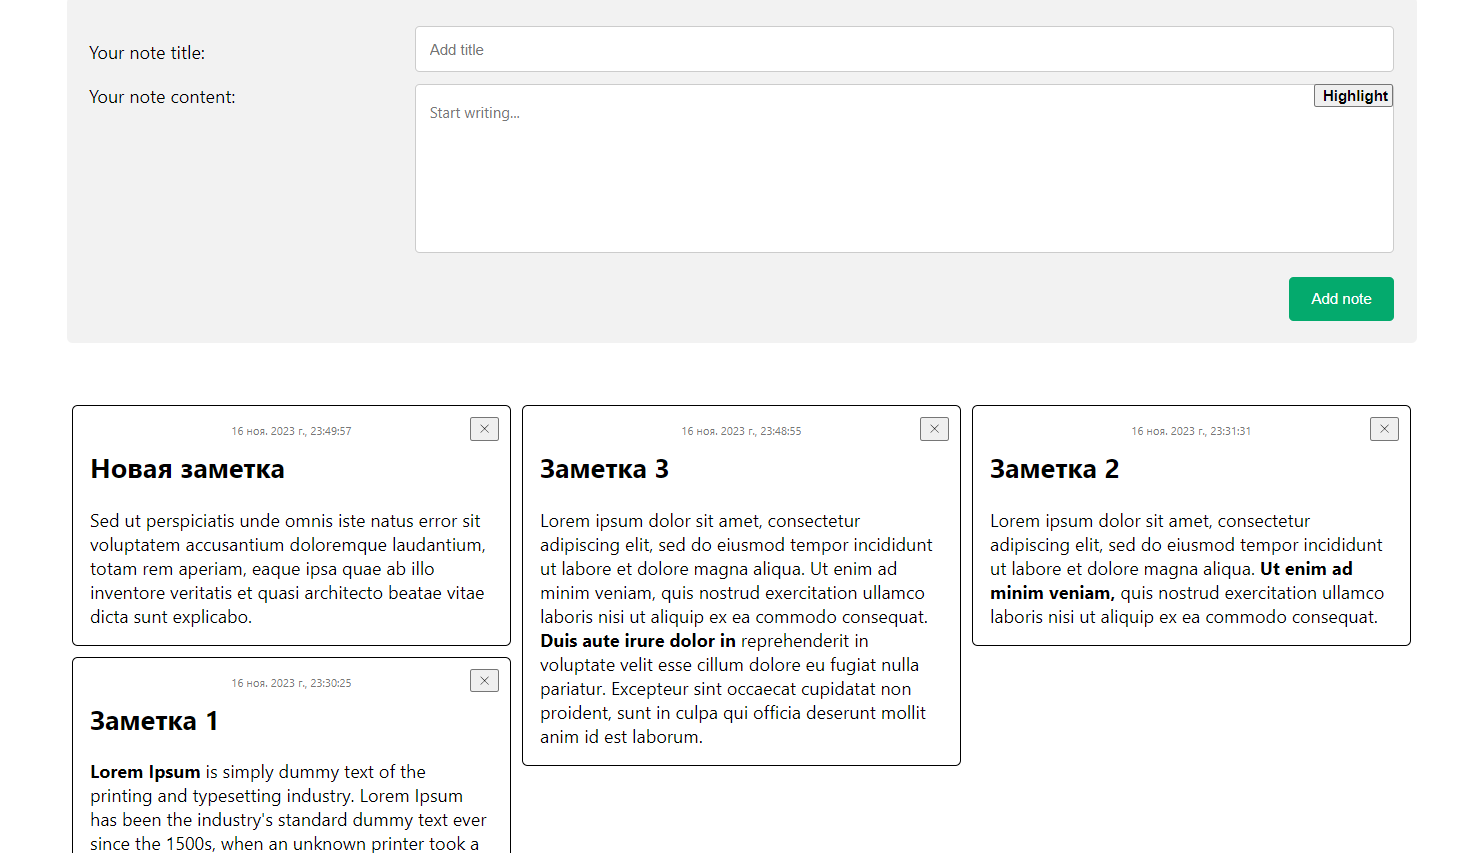 Your note title:
Add title
Your note content:
Highlight
Start writing...
Add note
16 ноя. 2023 г., 23:49:57
Новая заметка
Sed ut perspiciatis unde omnis iste natus error sit
voluptatem accusantium doloremque laudantium,
totam rem aperiam, eaque ipsa quae ab illo
inventore veritatis et quasi architecto beatae vitae
dicta sunt explicabo.
16 ноя. 2023 г., 23:48:55
Заметка 3
Lorem ipsum dolor sit amet, consectetur
adipiscing elit, sed do eiusmod tempor incididunt
ut labore et dolore magna aliqua. Ut enim ad
minim veniam, quis nostrud exercitation ullamco
laboris nisi ut aliquip ex ea commodo consequat.
Duis aute irure dolor in reprehenderit in
voluptate velit esse cillum dolore eu fugiat nulla
pariatur. Excepteur sint occaecat cupidatat non
proident, sunt in culpa qui officia deserunt mollit
anim id est laborum.
16 ноя. 2023 г., 23:31:31
Заметка 2
Lorem ipsum dolor sit amet, consectetur
adipiscing elit, sed do eiusmod tempor incididunt
ut labore et dolore magna aliqua. Ut enim ad
minim veniam, quis nostrud exercitation ullamco
laboris nisi ut aliquip ex ea commodo consequat.
16 ноя. 2023 г., 23:30:25
Заметка 1
Lorem Ipsum is simply dummy text of the
printing and typesetting industry. Lorem Ipsum
has been the industry's standard dummy text ever
since the 1500s, when an unknown printer took a